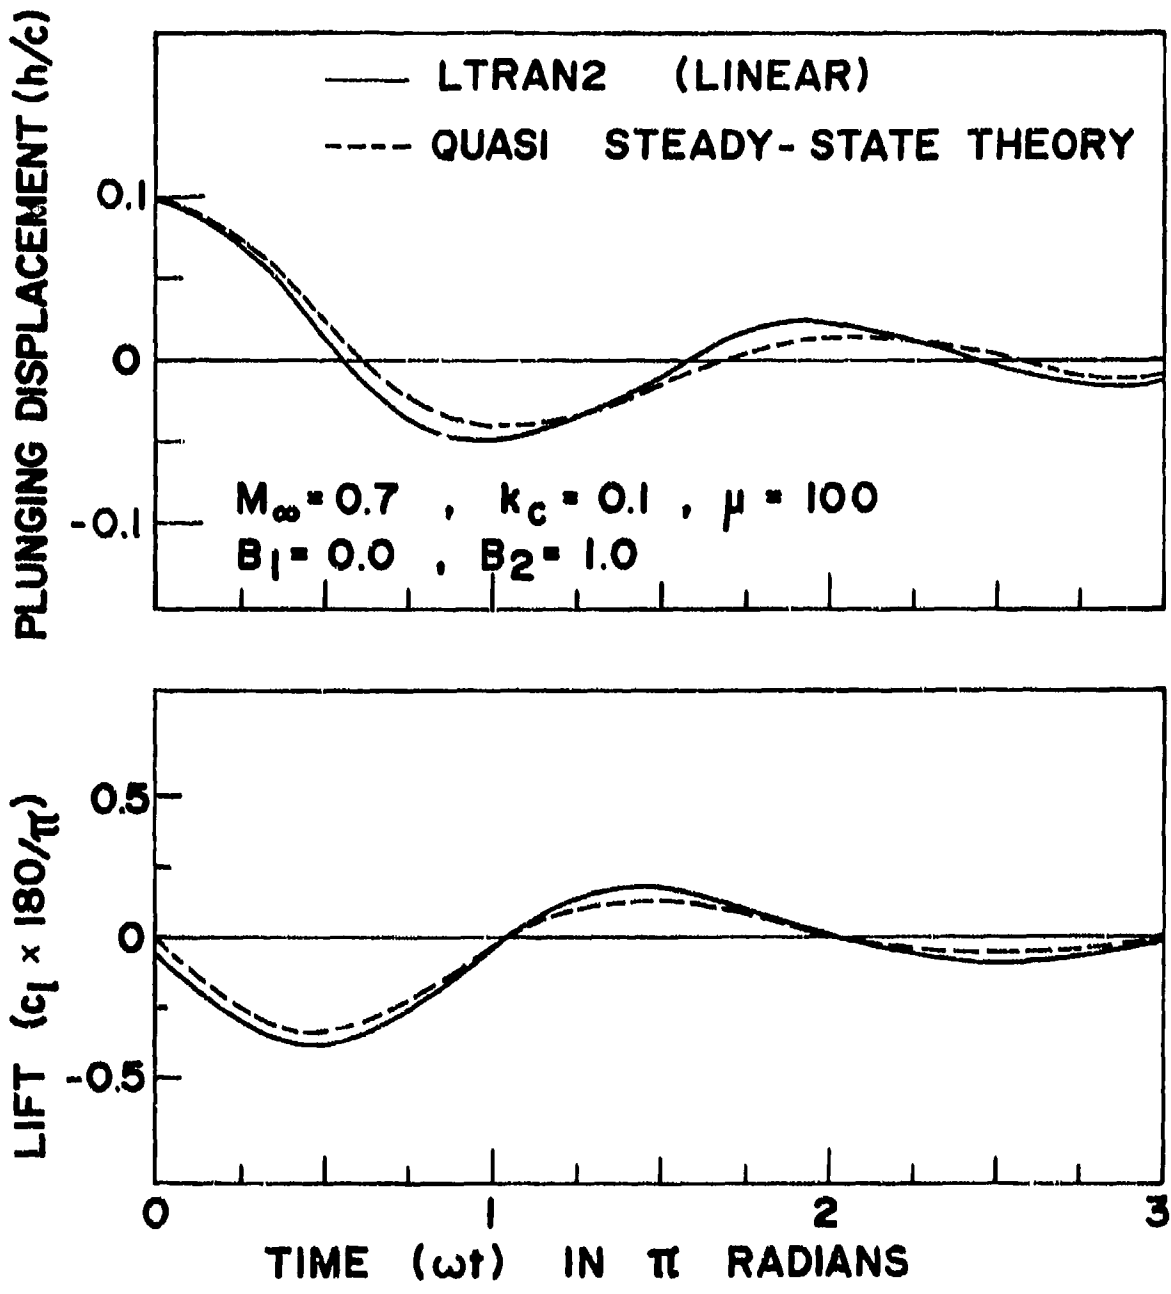 PLUNGING DISPLACEMENT (h/c)
LTRAN2 (LINEAR)
QUASI STEADY-STATE THEORY
0.1
0
-0.1
M∞=0.7 , kc=0.1 , μ=100
B1=0.0 , B2=1.0
LIFT (cl × 180/π)
0.5
0
-0.5
0 1 2 3
TIME (ωt) IN π RADIANS